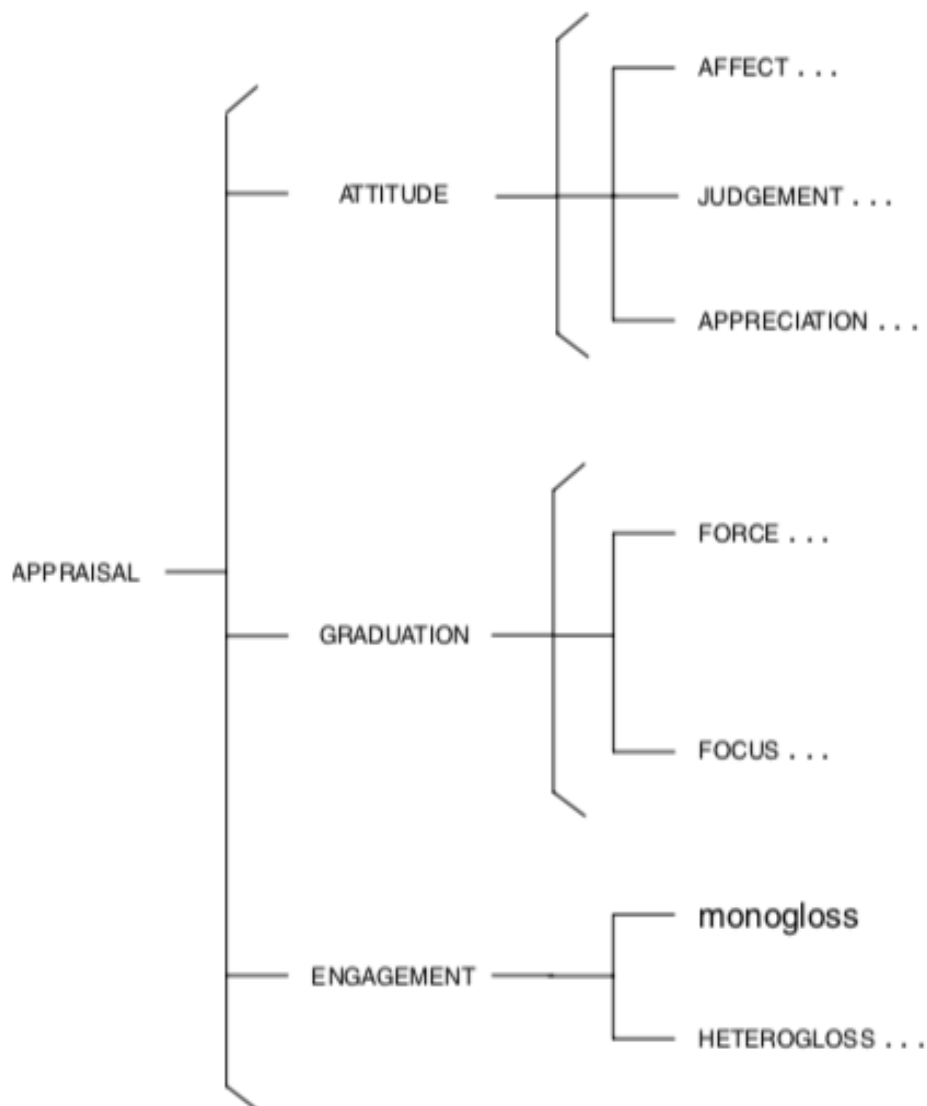 AFFECT . . .
ATTITUDE
JUDGEMENT . . .
APPRECIATION . . .
FORCE . . .
APPRAISAL
GRADUATION
FOCUS . . .
monogloss
ENGAGEMENT
HETEROGLOSS . . .